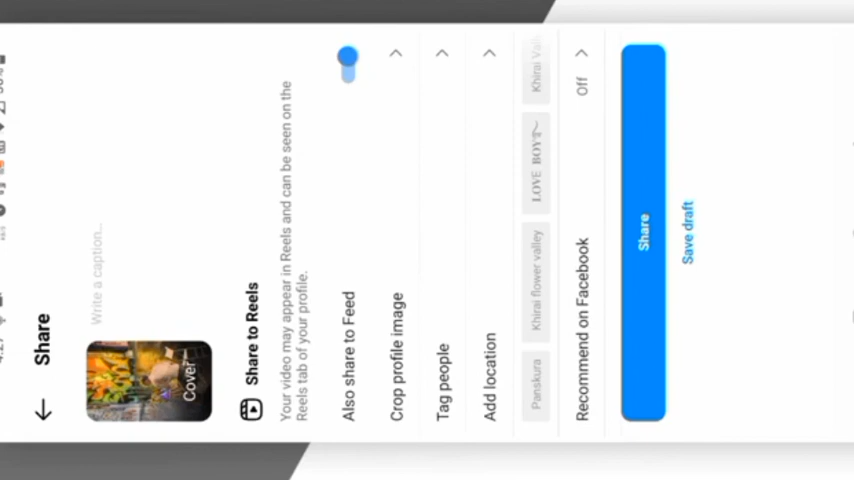 Share
Write a caption...
Cover
Share to Reels
Your video may appear in Reels and can be seen on the
Reels tab of your profile.
Also share to Feed
Crop profile image
Tag people
Add location
Panskura
Khirai flower valley
LOVE BOY
Khirai
Recommend on Facebook
Off
Share
Save draft